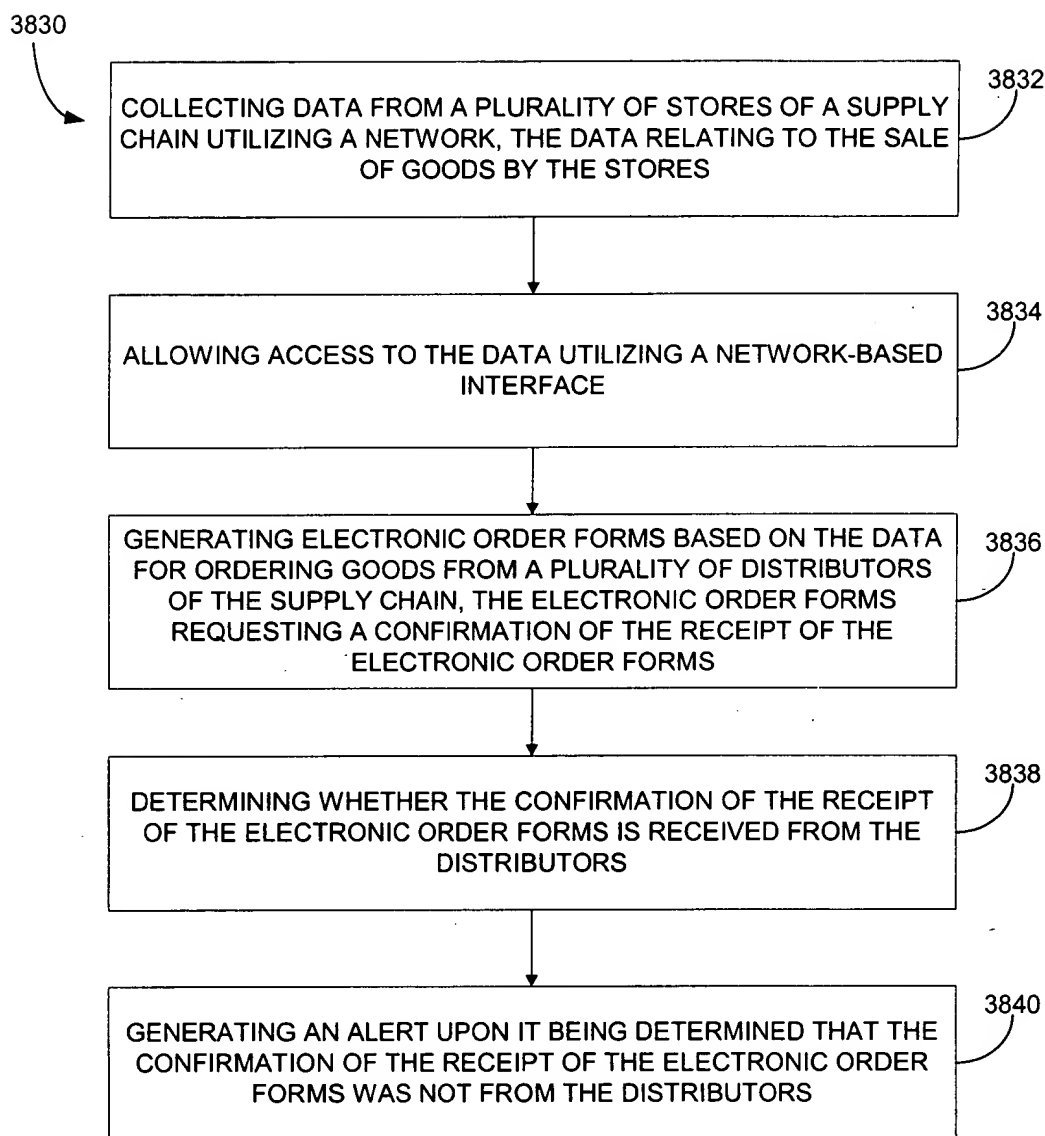 3830
3832
COLLECTING DATA FROM A PLURALITY OF STORES OF A SUPPLY
CHAIN UTILIZING A NETWORK, THE DATA RELATING TO THE SALE
OF GOODS BY THE STORES
3834
ALLOWING ACCESS TO THE DATA UTILIZING A NETWORK-BASED
INTERFACE
3836
GENERATING ELECTRONIC ORDER FORMS BASED ON THE DATA
FOR ORDERING GOODS FROM A PLURALITY OF DISTRIBUTORS
OF THE SUPPLY CHAIN, THE ELECTRONIC ORDER FORMS
REQUESTING A CONFIRMATION OF THE RECEIPT OF THE
ELECTRONIC ORDER FORMS
3838
DETERMINING WHETHER THE CONFIRMATION OF THE RECEIPT
OF THE ELECTRONIC ORDER FORMS IS RECEIVED FROM THE
DISTRIBUTORS
3840
GENERATING AN ALERT UPON IT BEING DETERMINED THAT THE
CONFIRMATION OF THE RECEIPT OF THE ELECTRONIC ORDER
FORMS WAS NOT FROM THE DISTRIBUTORS